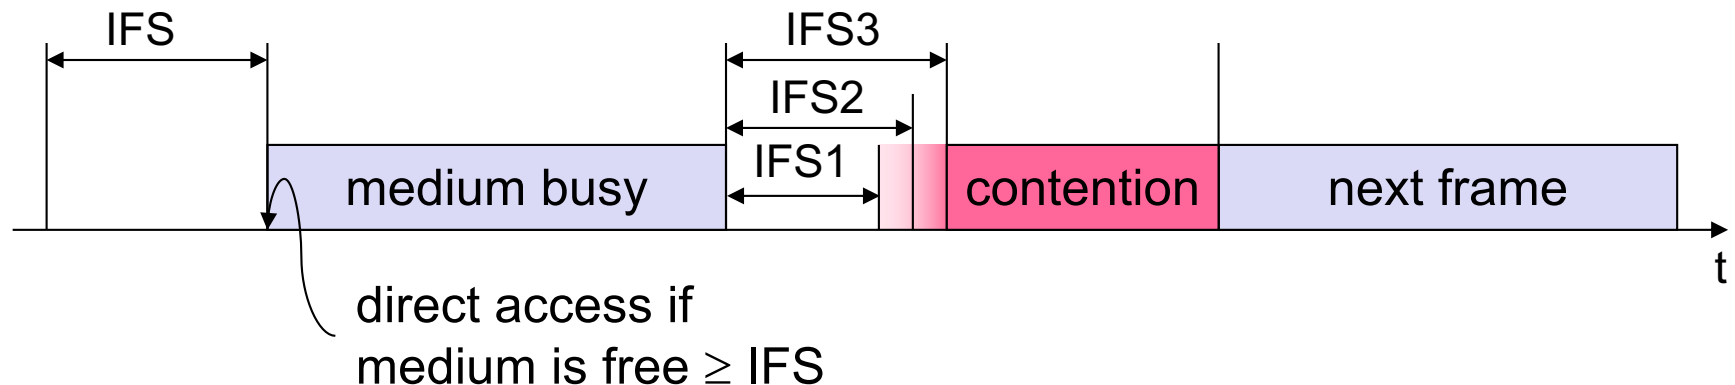 IFS
IFS3
IFS2
IFS1
medium busy
contention
next frame
t
direct access if
medium is free ≥ IFS